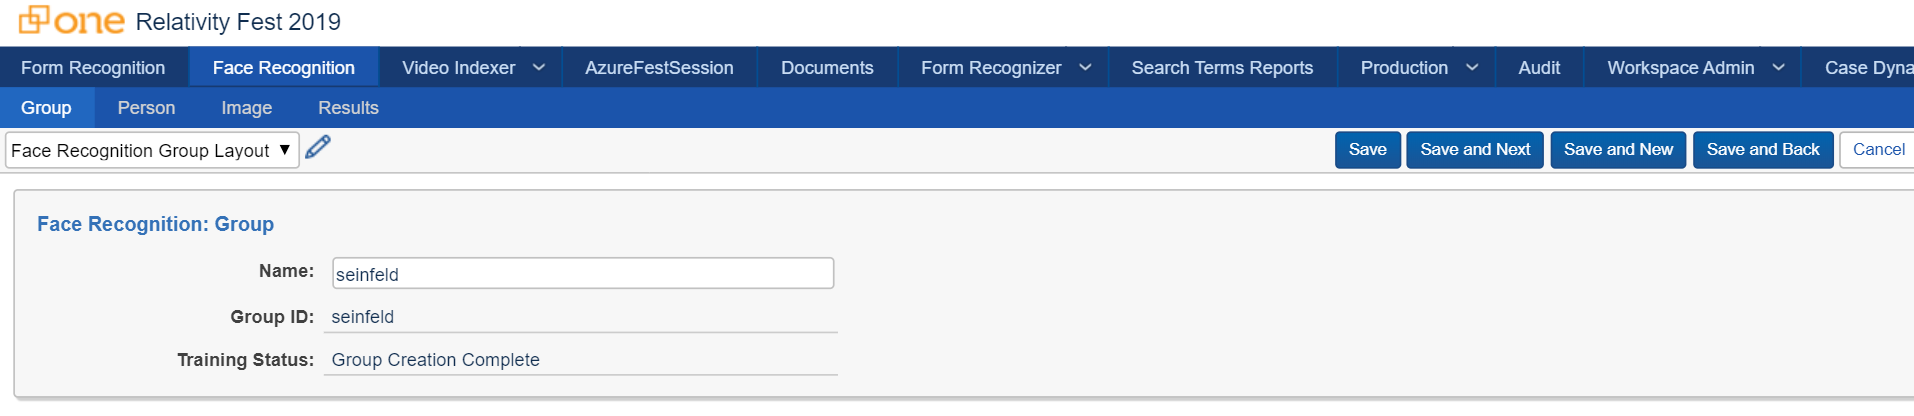 one Relativity Fest 2019
Form Recognition Face Recognition Video Indexer AzureFestSession Documents Form Recognizer Search Terms Reports Production Audit Workspace Admin Case Dyna
Group Person Image Results
Face Recognition Group Layout Save Save and Next Save and New Save and Back Cancel
Face Recognition: Group
Name: seinfeld
Group ID: seinfeld
Training Status: Group Creation Complete